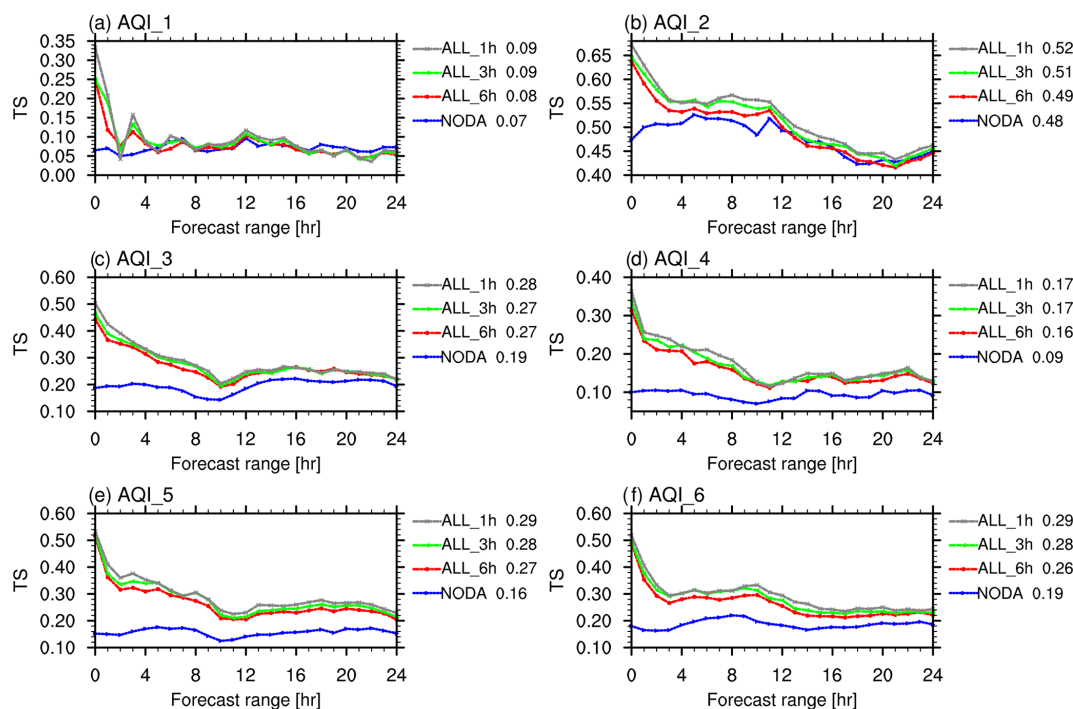 (a) AQI_1
0.35
0.30
0.25
0.20
0.15
0.10
0.05
0.00
TS
0 4 8 12 16 20 24
Forecast range [hr]
ALL_1h 0.09
ALL_3h 0.09
ALL_6h 0.08
NODA 0.07
(b) AQI_2
0.65
0.60
0.55
0.50
0.45
0.40
TS
0 4 8 12 16 20 24
Forecast range [hr]
ALL_1h 0.52
ALL_3h 0.51
ALL_6h 0.49
NODA 0.48
(c) AQI_3
0.60
0.50
0.40
0.30
0.20
0.10
TS
0 4 8 12 16 20 24
Forecast range [hr]
ALL_1h 0.28
ALL_3h 0.27
ALL_6h 0.27
NODA 0.19
(d) AQI_4
0.40
0.30
0.20
0.10
TS
0 4 8 12 16 20 24
Forecast range [hr]
ALL_1h 0.17
ALL_3h 0.17
ALL_6h 0.16
NODA 0.09
(e) AQI_5
0.60
0.50
0.40
0.30
0.20
0.10
TS
0 4 8 12 16 20 24
Forecast range [hr]
ALL_1h 0.29
ALL_3h 0.28
ALL_6h 0.27
NODA 0.16
(f) AQI_6
0.60
0.50
0.40
0.30
0.20
0.10
TS
0 4 8 12 16 20 24
Forecast range [hr]
ALL_1h 0.29
ALL_3h 0.28
ALL_6h 0.26
NODA 0.19